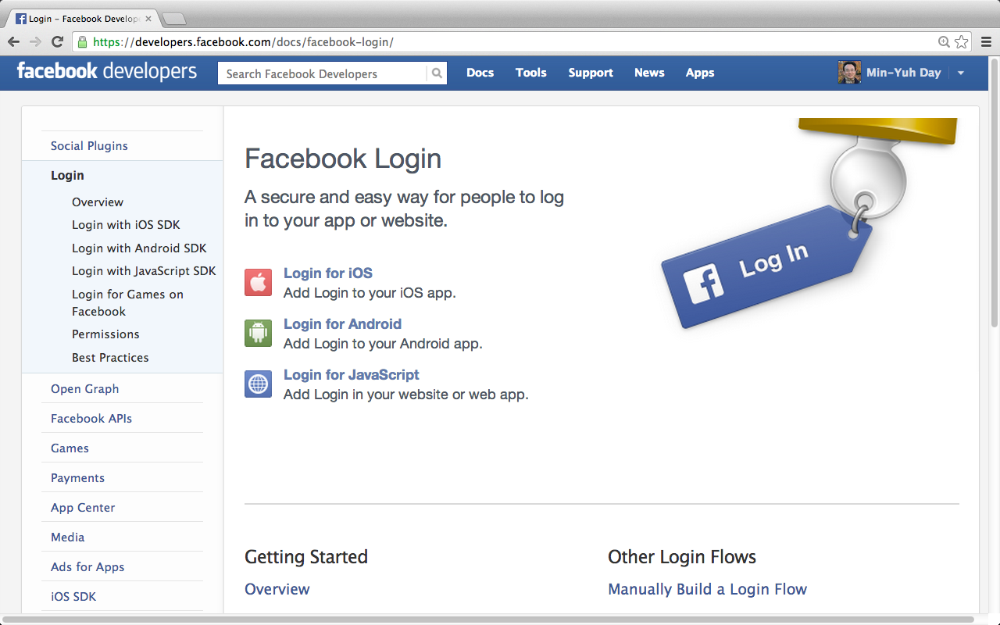 Login - Facebook Develop
https://developers.facebook.com/docs/facebook-login/
facebook developers
Search Facebook Developers
Docs
Tools
Support
News
Apps
Min-Yuh Day
Social Plugins
Login
Overview
Login with iOS SDK
Login with Android SDK
Login with JavaScript SDK
Login for Games on
Facebook
Permissions
Best Practices
Open Graph
Facebook APIs
Games
Payments
App Center
Media
Ads for Apps
iOS SDK
Facebook Login
A secure and easy way for people to log
in to your app or website.
Login for iOS
Add Login to your iOS app.
Login for Android
Add Login to your Android app.
Login for JavaScript
Add Login in your website or web app.
f Log In
Getting Started
Overview
Other Login Flows
Manually Build a Login Flow